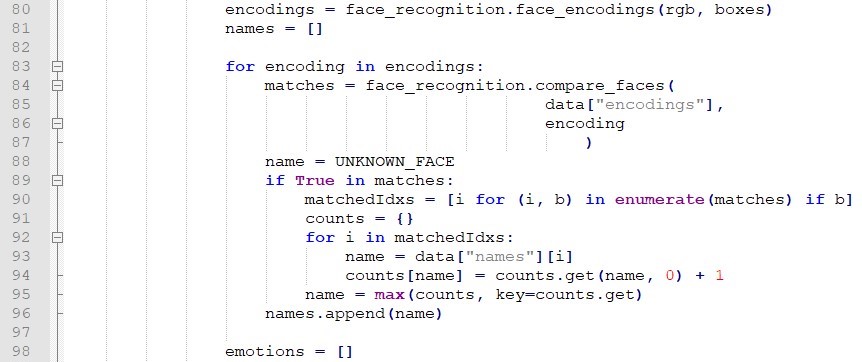 80 encodings = face_recognition.face_encodings(rgb, boxes)
81 names = []
82
83 for encoding in encodings:
84 matches = face_recognition.compare_faces(
85 data["encodings"],
86 encoding
87 )
88 name = UNKNOWN_FACE
89 if True in matches:
90 matchedIdxs = [i for (i, b) in enumerate(matches) if b]
91 counts = {}
92 for i in matchedIdxs:
93 name = data["names"][i]
94 counts[name] = counts.get(name, 0) + 1
95 name = max(counts, key=counts.get)
96 names.append(name)
97
98 emotions = []